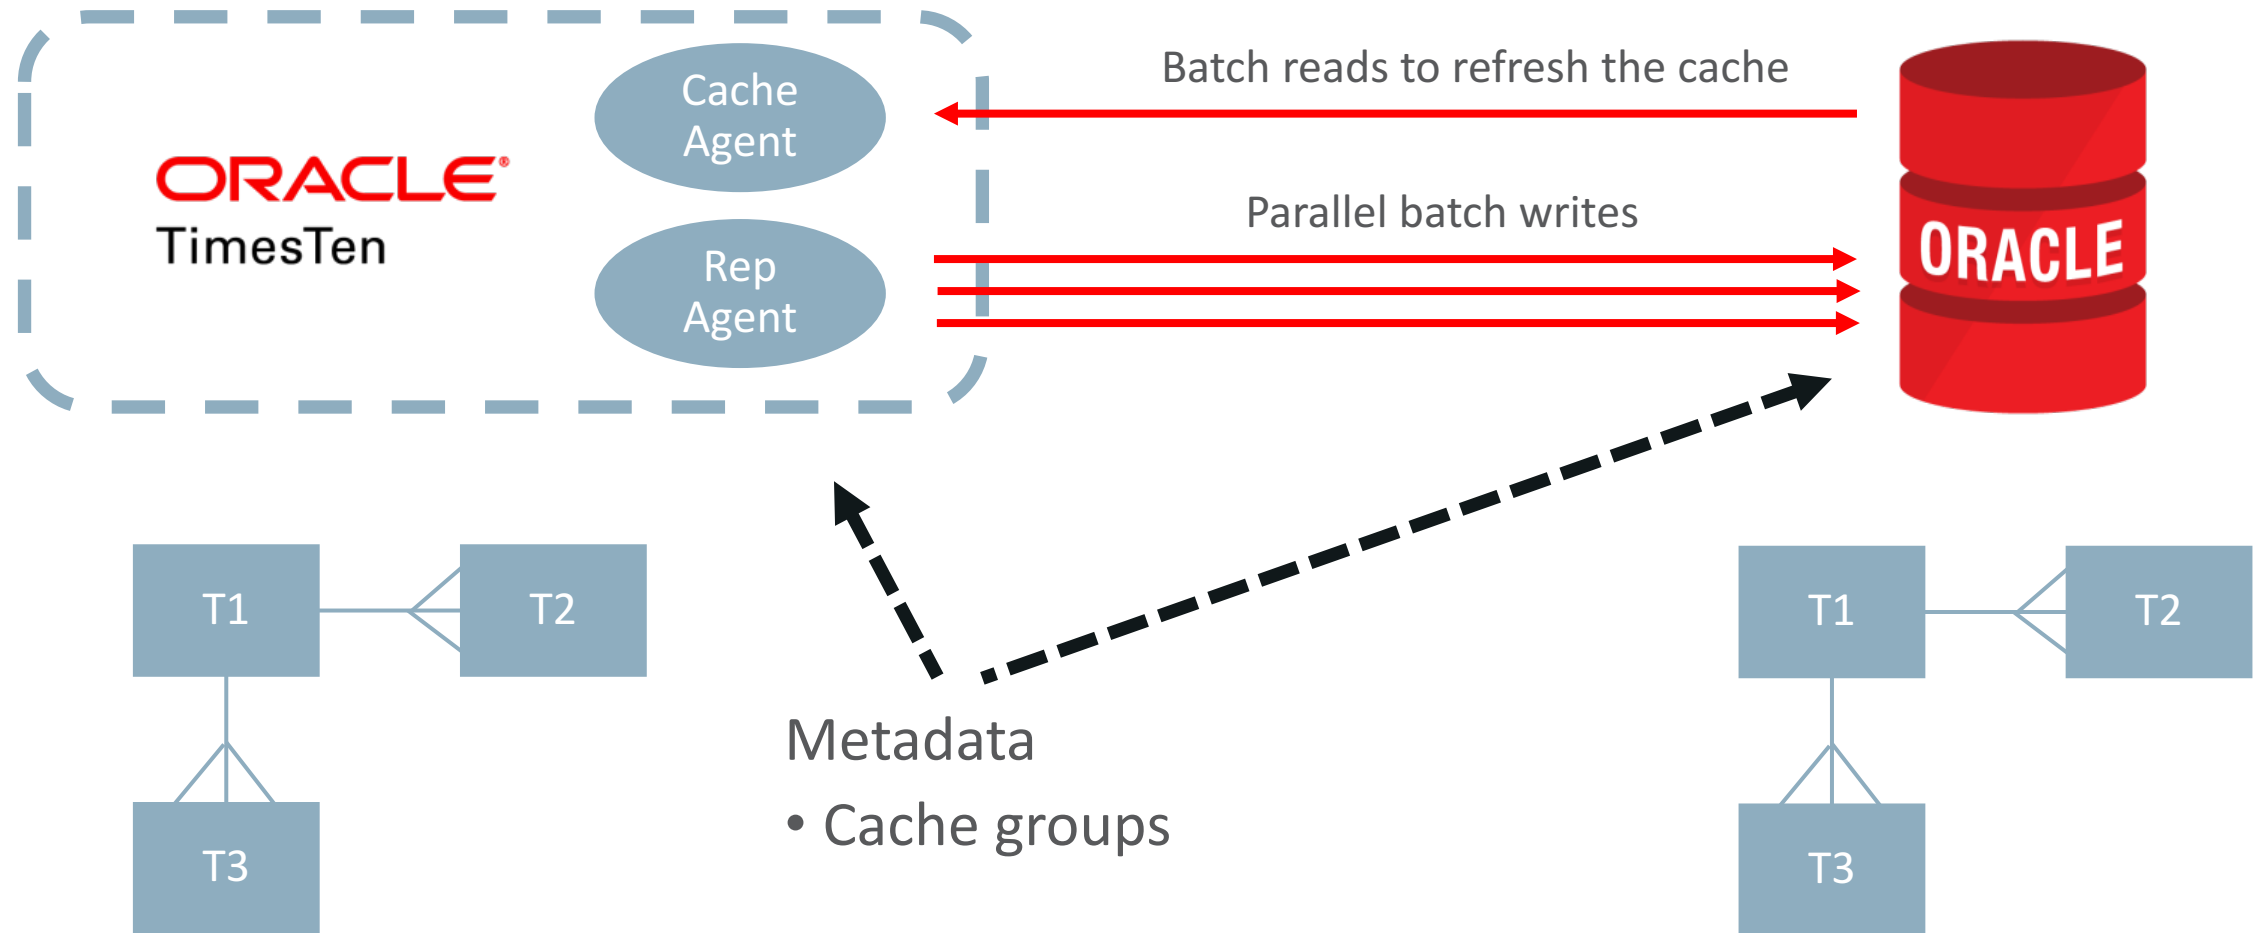 Cache
Agent
ORACLE®
TimesTen
Rep
Agent
Batch reads to refresh the cache
Parallel batch writes
ORACLE
T1
T2
T3
Metadata
• Cache groups
T1
T2
T3